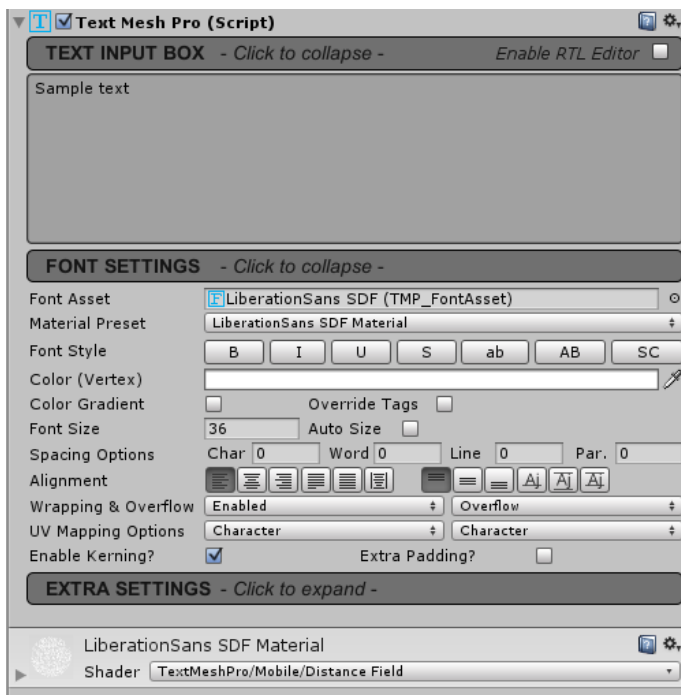 Text Mesh Pro (Script)
TEXT INPUT BOX - Click to collapse - Enable RTL Editor
Sample text
FONT SETTINGS - Click to collapse -
Font Asset F LiberationSans SDF (TMP_FontAsset)
Material Preset LiberationSans SDF Material
Font Style B I U S ab AB SC
Color (Vertex)
Color Gradient Override Tags
Font Size 36 Auto Size
Spacing Options Char 0 Word 0 Line 0 Par. 0
Alignment Aj Aj Aj
Wrapping & Overflow Enabled Overflow
UV Mapping Options Character Character
Enable Kerning? Extra Padding?
EXTRA SETTINGS - Click to expand -
LiberationSans SDF Material
Shader TextMeshPro/Mobile/Distance Field